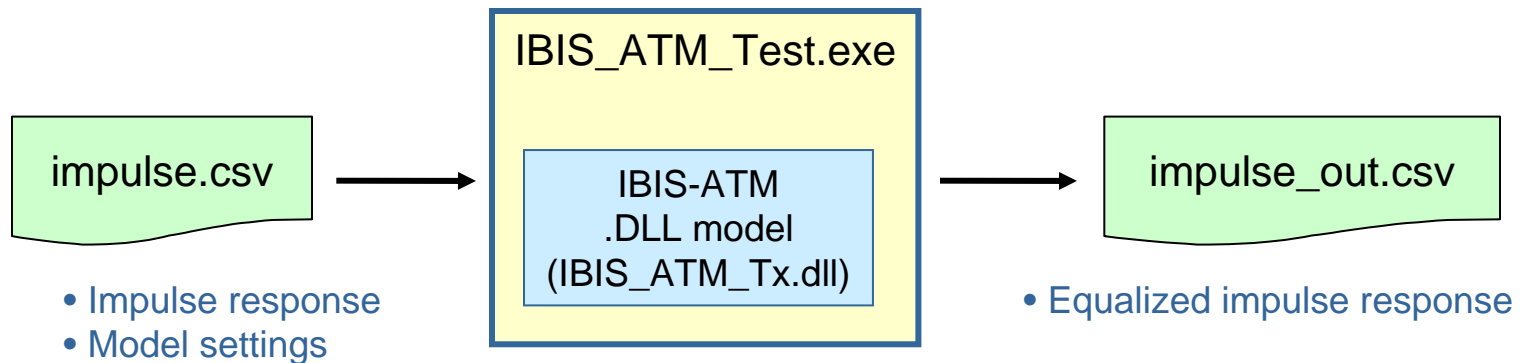 IBIS_ATM_Test.exe
impulse.csv
IBIS-ATM
.DLL model
(IBIS_ATM_Tx.dll)
impulse_out.csv
• Impulse response
• Model settings
• Equalized impulse response